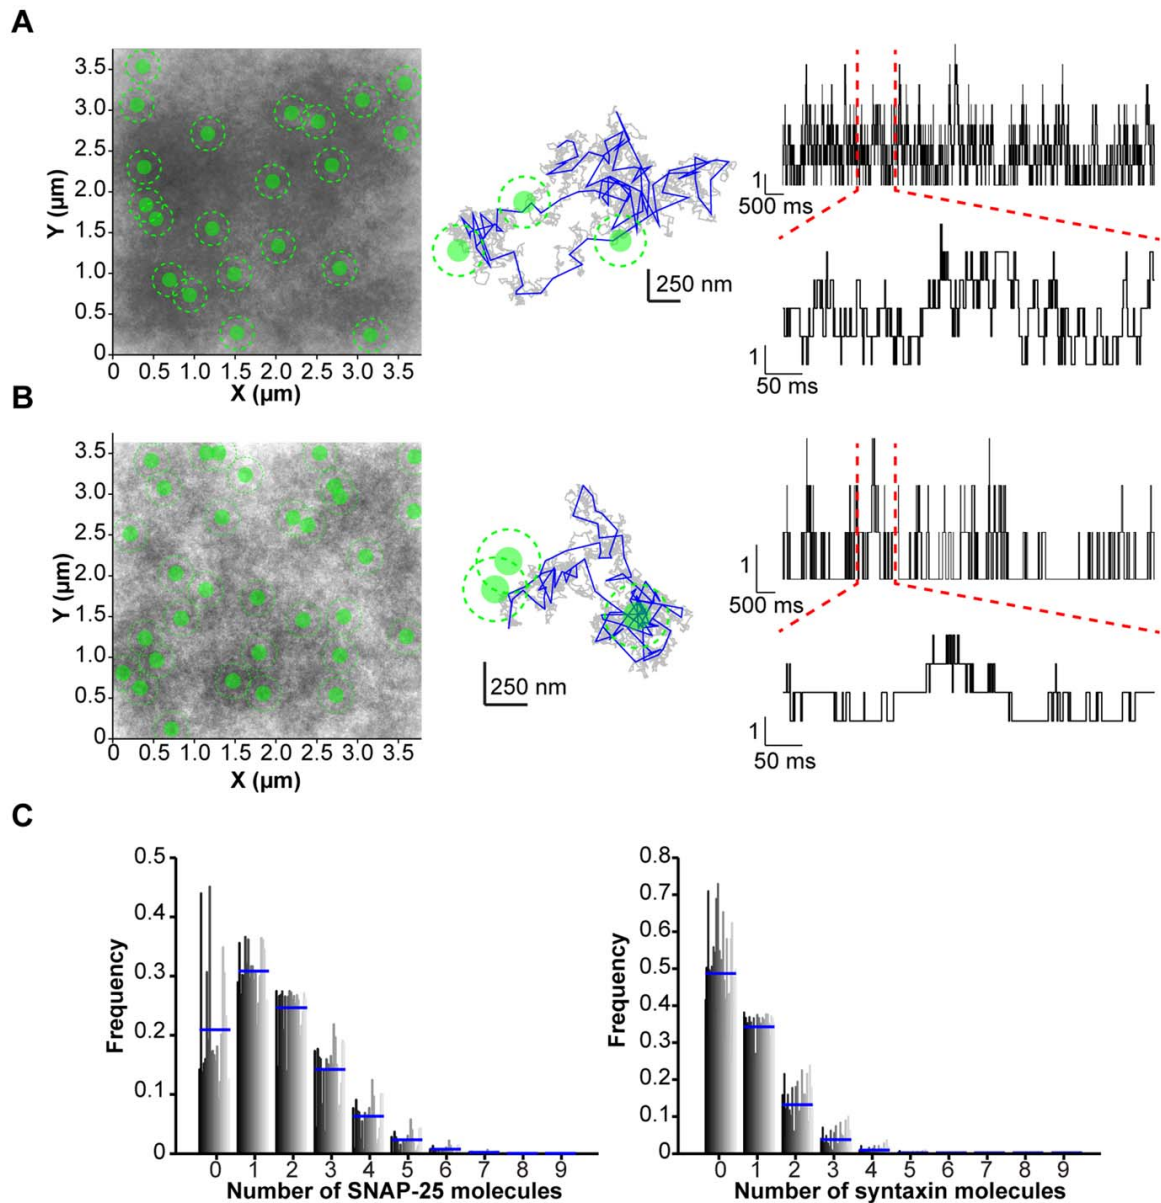 A
3.5
3.0
2.5
2.0
1.5
1.0
0.5
0
Y (µm)
0 0.5 1.0 1.5 2.0 2.5 3.0 3.5
X (µm)
250 nm
1
500 ms
1
50 ms
B
3.5
3.0
2.5
2.0
1.5
1.0
0.5
0
Y (µm)
0 0.5 1.0 1.5 2.0 2.5 3.0 3.5
X (µm)
250 nm
1
500 ms
1
50 ms
C
0.5
0.4
0.3
0.2
0.1
0
Frequency
0 1 2 3 4 5 6 7 8 9
Number of SNAP-25 molecules
0.8
0.7
0.6
0.5
0.4
0.3
0.2
0.1
0
Frequency
0 1 2 3 4 5 6 7 8 9
Number of syntaxin molecules